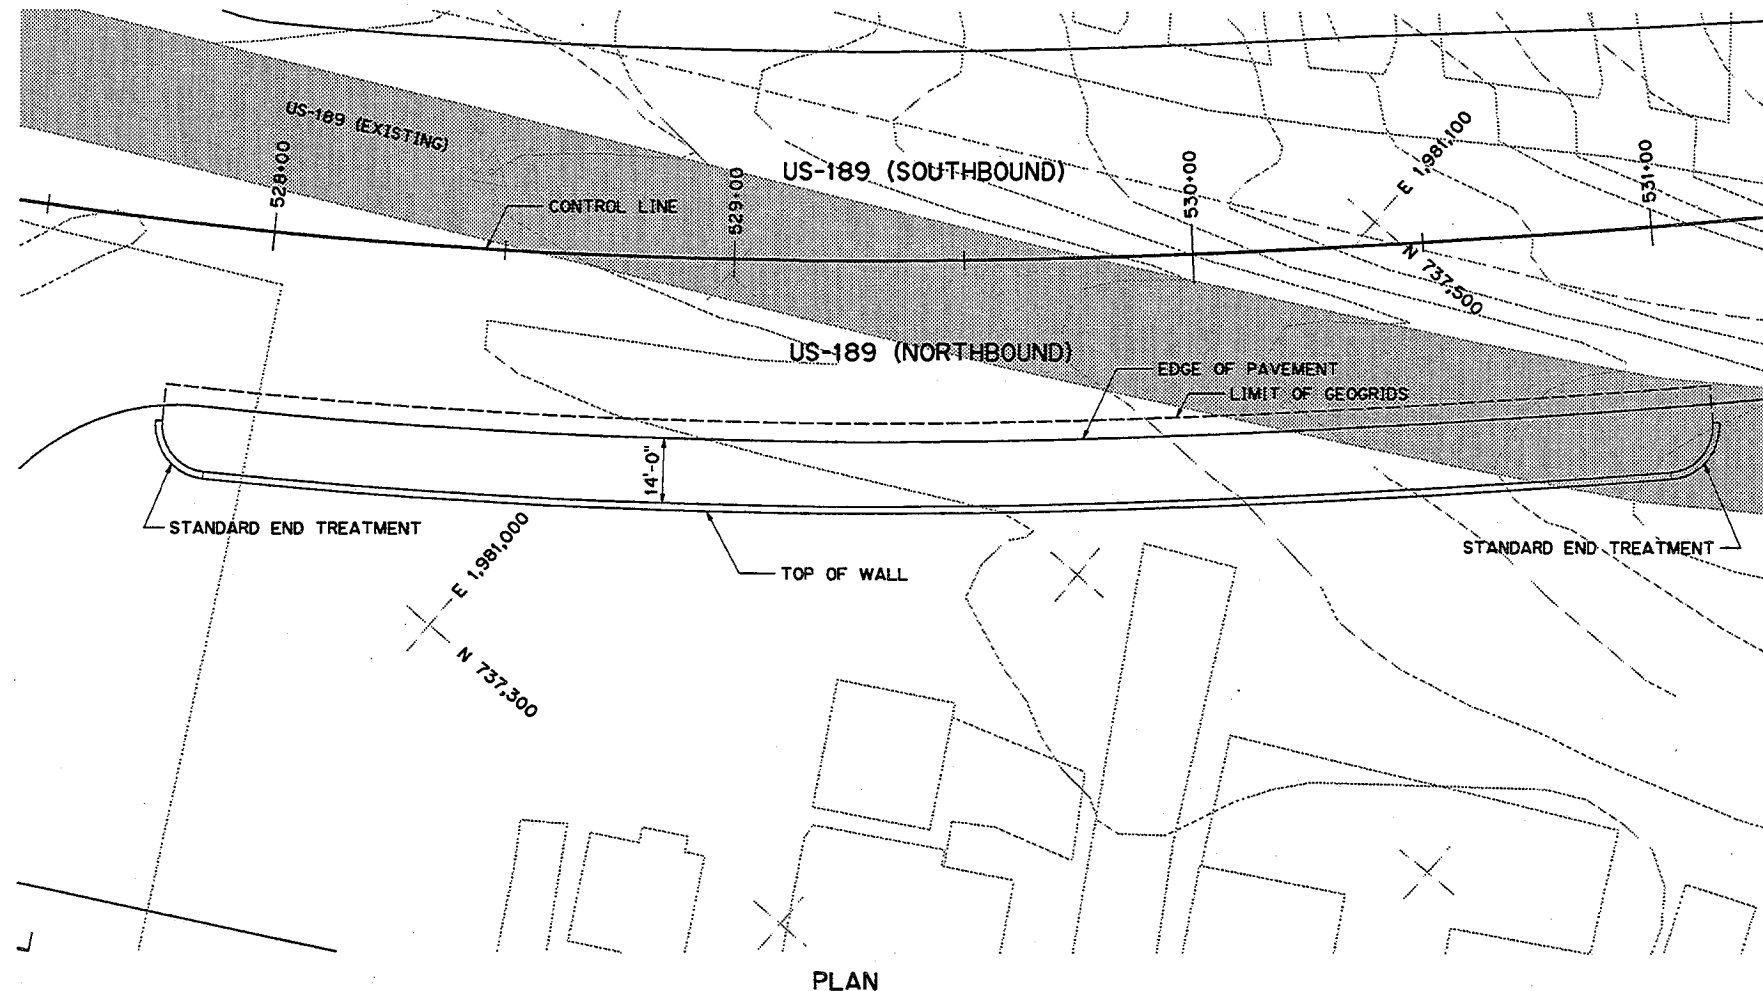 US-189 (EXISTING)
528+00
CONTROL LINE
529+00
US-189 (SOUTHBOUND)
530+00
E 1,981,100
N 737,500
531+00
US-189 (NORTHBOUND)
EDGE OF PAVEMENT
LIMIT OF GEOGRIDS
14'-0"
STANDARD END TREATMENT
E 1,981,000
N 737,300
TOP OF WALL
STANDARD END TREATMENT
PLAN